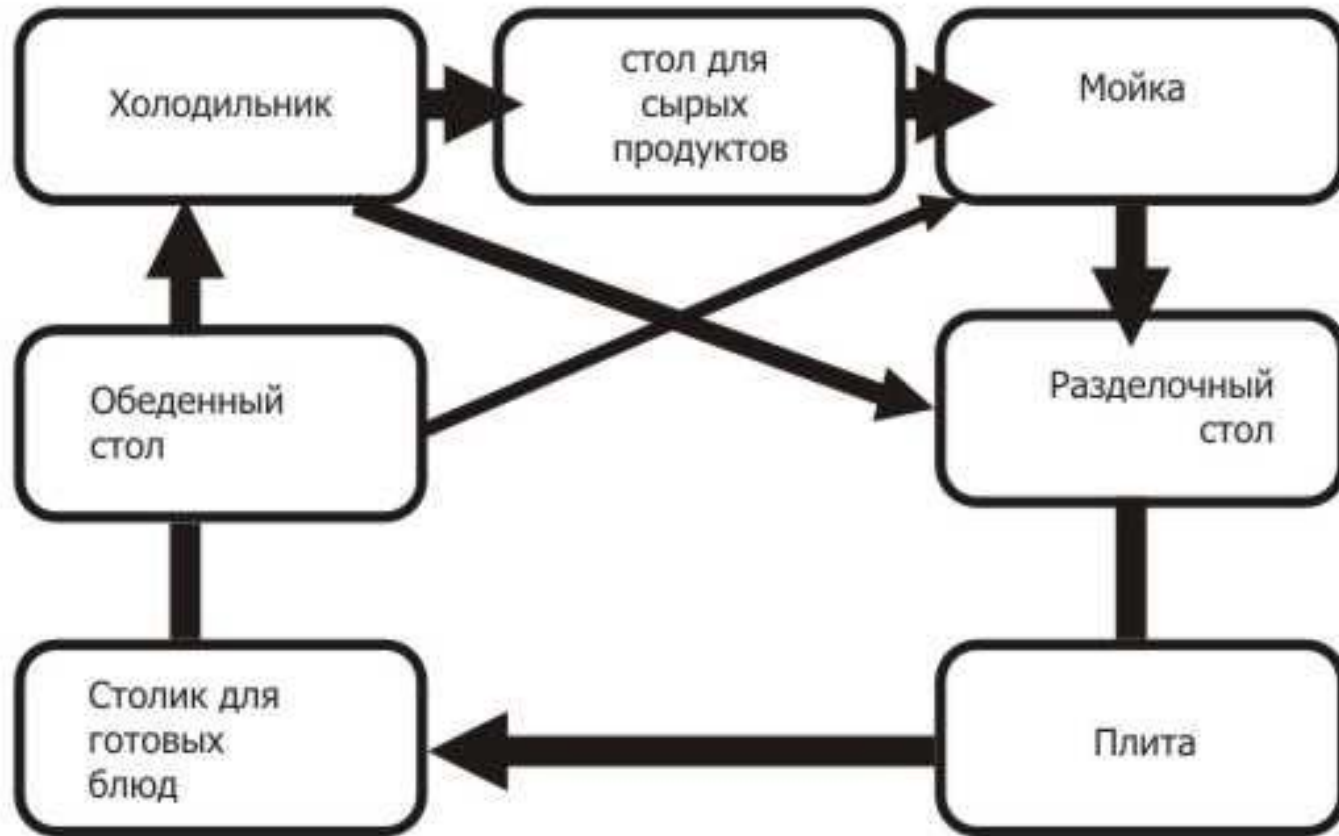 Холодильник
стол для
сырых
продуктов
Мойка
Обеденный
стол
Разделочный
стол
Столик для
готовых
блюд
Плита